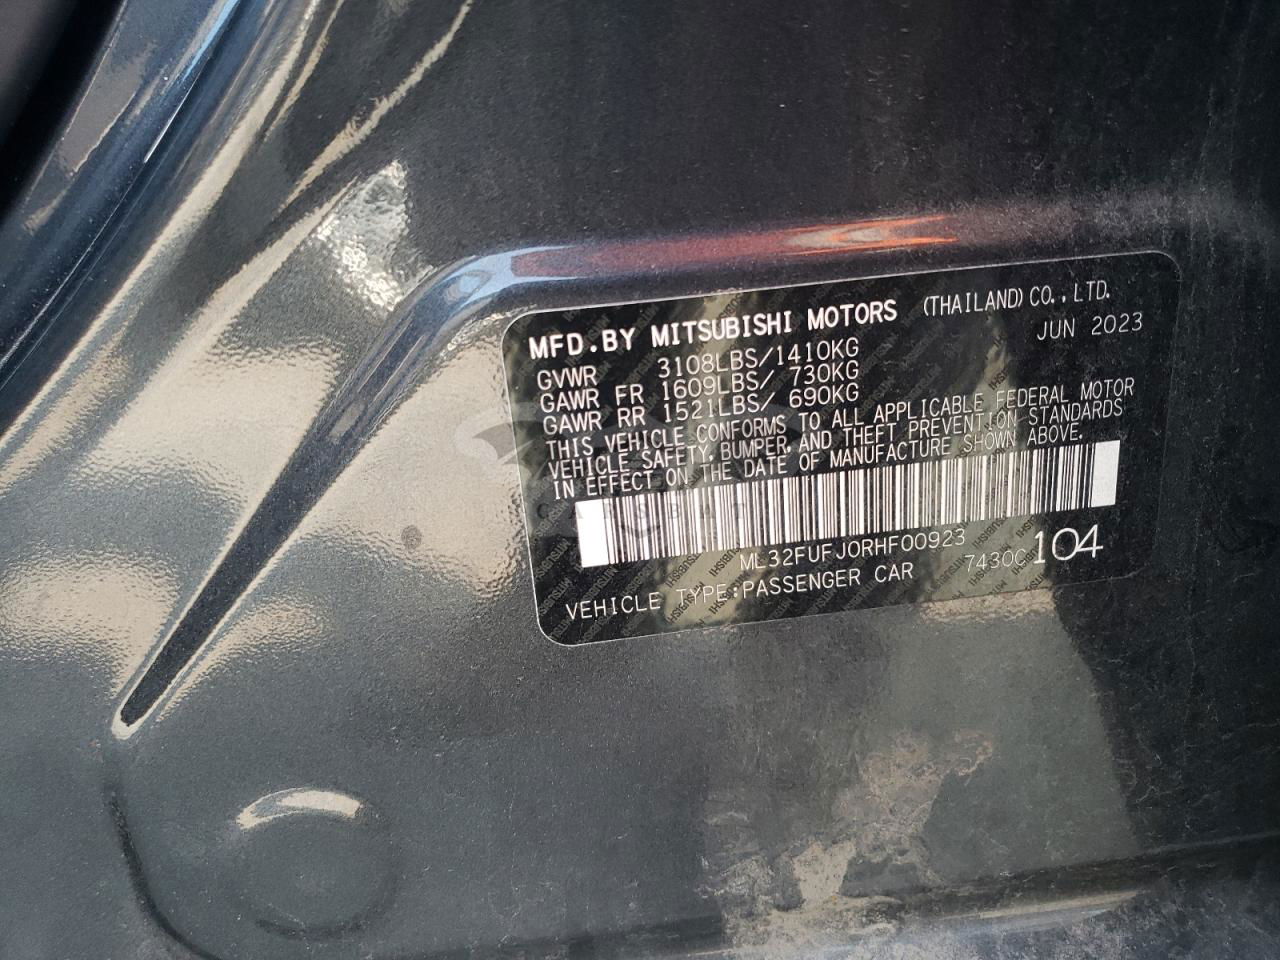 MFD.BY MITSUBISHI MOTORS (THAILAND) CO., LTD.
JUN 2023
GVWR 3108LBS/1410KG
GAWR FR 1609LBS/ 730KG
GAWR RR 1521LBS/ 690KG
THIS VEHICLE CONFORMS TO ALL APPLICABLE FEDERAL MOTOR
VEHICLE SAFETY, BUMPER, AND THEFT PREVENTION STANDARDS
IN EFFECT ON THE DATE OF MANUFACTURE SHOWN ABOVE.
ML32FUFJ0RHF00923
VEHICLE TYPE:PASSENGER CAR 7430C 104